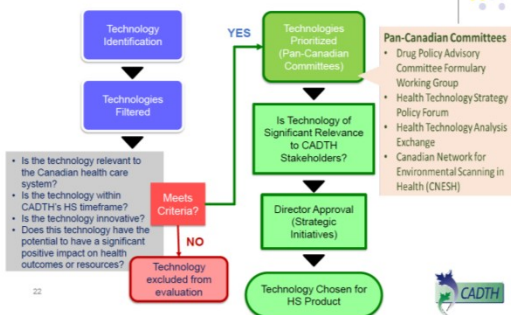 Technology
Identification
Technologies
Filtered
• Is the technology relevant to
the Canadian health care
system?
• Is the technology within
CADTH's HS timeframe?
• Is the technology innovative?
• Does this technology have the
potential to have a significant
positive impact on health
outcomes or resources?
Meets
Criteria?
YES
NO
Technology
excluded from
evaluation
Technologies
Prioritized
(Pan-Canadian
Committees)
Is Technology of
Significant Relevance
to CADTH
Stakeholders?
Director Approval
(Strategic
Initiatives)
Technology Chosen for
HS Product
Pan-Canadian Committees
• Drug Policy Advisory
Committee Formulary
Working Group
• Health Technology Strategy
Policy Forum
• Health Technology Analysis
Exchange
• Canadian Network for
Environmental Scanning in
Health (CNESH)
22
CADTH